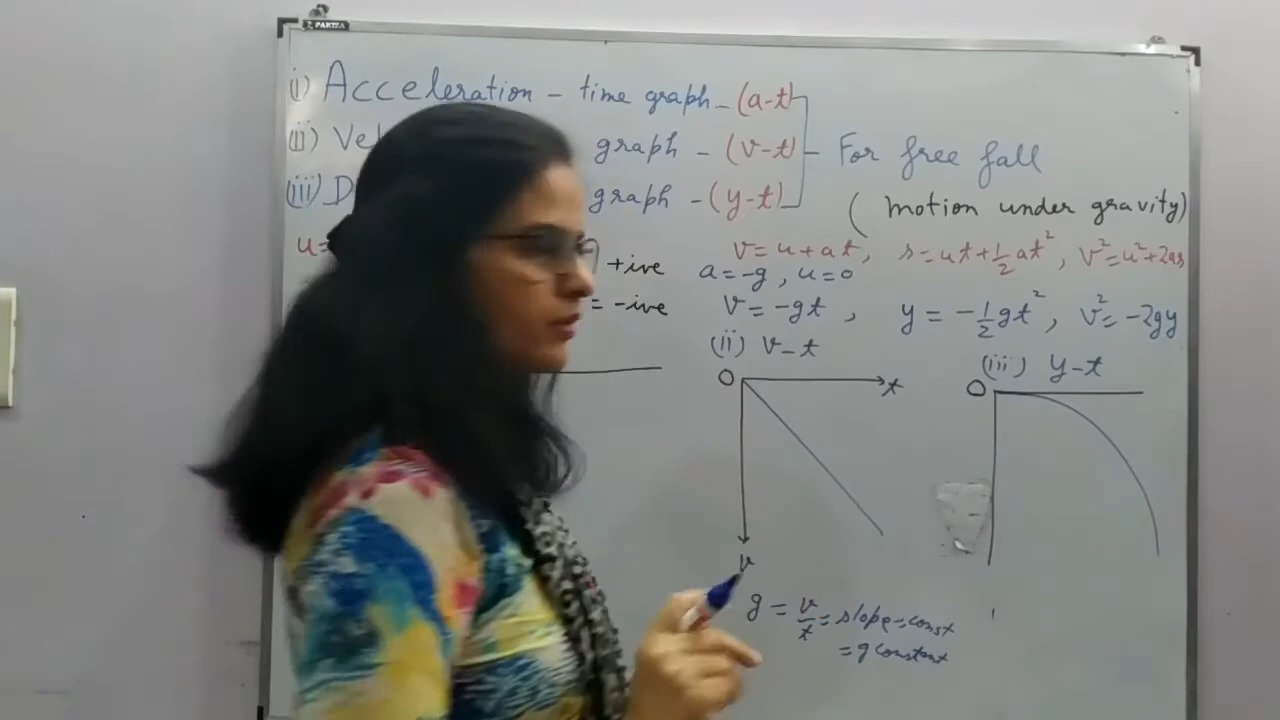 PARIZA
(i) Acceleration - time graph - (a-t)
(ii) Vel graph - (v-t)
(iii) D graph - (y-t)
For free fall
(motion under gravity)
u= +ive
= -ive
v = u + at, s = ut + 1/2 at², v² = u² + 2as
a = -g, u = 0
v = -gt, y = -1/2 gt², v² = -2gy
(ii) v-t
O t
v
g = v/t = slope = const
= g constant
(iii) y-t
O